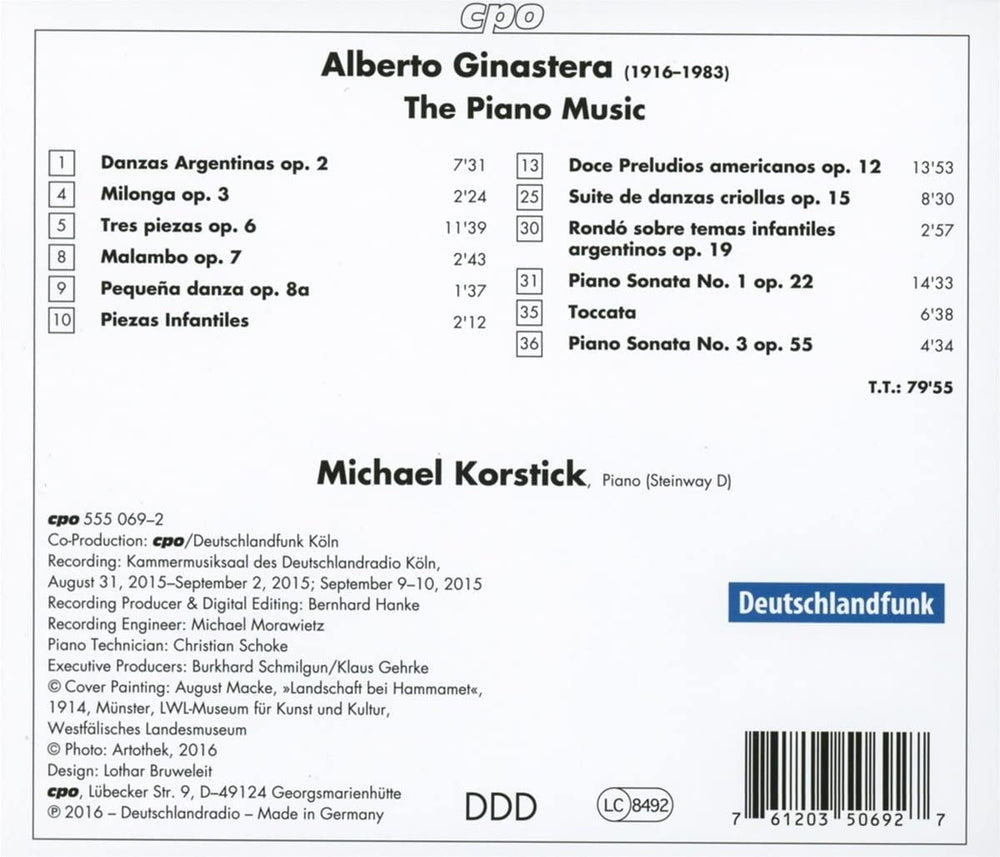 cpo
Alberto Ginastera (1916–1983)
The Piano Music
1 Danzas Argentinas op. 2 7'31
4 Milonga op. 3 2'24
5 Tres piezas op. 6 11'39
8 Malambo op. 7 2'43
9 Pequeña danza op. 8a 1'37
10 Piezas Infantiles 2'12
13 Doce Preludios americanos op. 12 13'53
25 Suite de danzas criollas op. 15 8'30
30 Rondó sobre temas infantiles 2'57
argentinos op. 19
31 Piano Sonata No. 1 op. 22 14'33
35 Toccata 6'38
36 Piano Sonata No. 3 op. 55 4'34
T.T.: 79'55
Michael Korstick, Piano (Steinway D)
cpo 555 069–2
Co-Production: cpo/Deutschlandfunk Köln
Recording: Kammermusiksaal des Deutschlandradio Köln,
August 31, 2015–September 2, 2015; September 9–10, 2015
Recording Producer & Digital Editing: Bernhard Hanke
Recording Engineer: Michael Morawietz
Piano Technician: Christian Schoke
Executive Producers: Burkhard Schmilgun/Klaus Gehrke
© Cover Painting: August Macke, »Landschaft bei Hammamet«,
1914, Münster, LWL-Museum für Kunst und Kultur,
Westfälisches Landesmuseum
© Photo: Artothek, 2016
Design: Lothar Bruweleit
cpo, Lübecker Str. 9, D–49124 Georgsmarienhütte
℗ 2016 – Deutschlandradio – Made in Germany
Deutschlandfunk
DDD
LC 8492
7 61203 50692 7